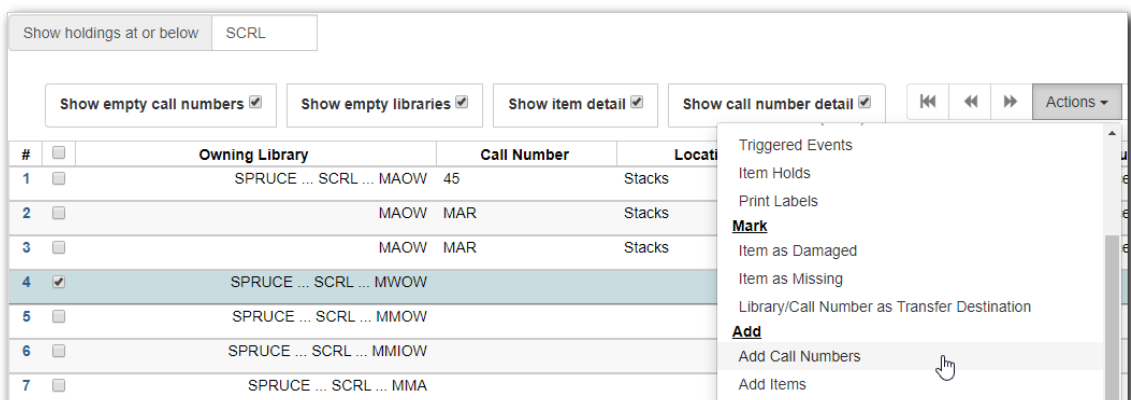 Show holdings at or below SCRL
Show empty call numbers Show empty libraries Show item detail Show call number detail Actions
# Owning Library Call Number Locati
Triggered Events
1 SPRUCE ... SCRL ... MAOW 45 Stacks
Item Holds
Print Labels
2 MAOW MAR Stacks
Mark
3 MAOW MAR Stacks
Item as Damaged
4 SPRUCE ... SCRL ... MWOW
Item as Missing
Library/Call Number as Transfer Destination
5 SPRUCE ... SCRL ... MMOW
Add
6 SPRUCE ... SCRL ... MMIOW
Add Call Numbers
7 SPRUCE ... SCRL ... MMA
Add Items